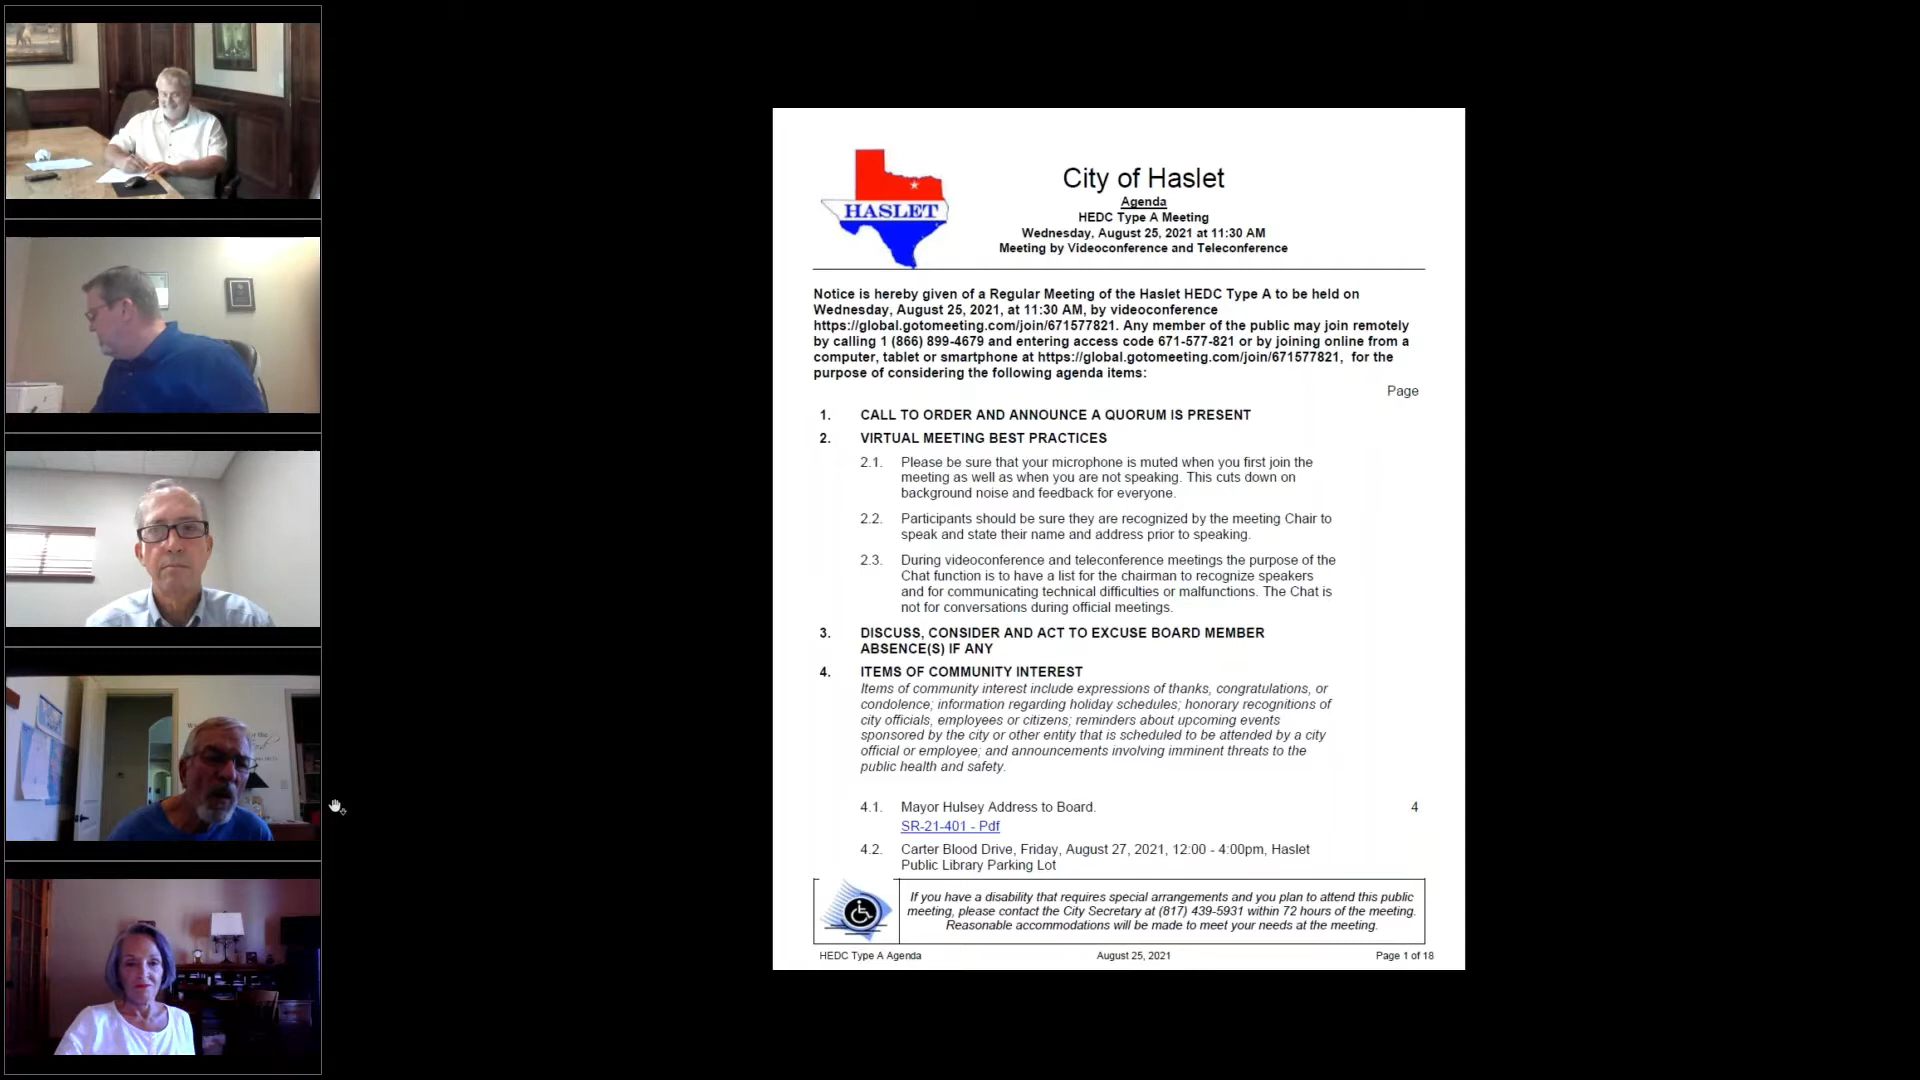 HASLET
City of Haslet
Agenda
HEDC Type A Meeting
Wednesday, August 25, 2021 at 11:30 AM
Meeting by Videoconference and Teleconference
Notice is hereby given of a Regular Meeting of the Haslet HEDC Type A to be held on
Wednesday, August 25, 2021, at 11:30 AM, by videoconference
https://global.gotomeeting.com/join/671577821. Any member of the public may join remotely
by calling 1 (866) 899-4679 and entering access code 671-577-821 or by joining online from a
computer, tablet or smartphone at https://global.gotomeeting.com/join/671577821, for the
purpose of considering the following agenda items:
Page
1. CALL TO ORDER AND ANNOUNCE A QUORUM IS PRESENT
2. VIRTUAL MEETING BEST PRACTICES
2.1. Please be sure that your microphone is muted when you first join the
meeting as well as when you are not speaking. This cuts down on
background noise and feedback for everyone.
2.2. Participants should be sure they are recognized by the meeting Chair to
speak and state their name and address prior to speaking.
2.3. During videoconference and teleconference meetings the purpose of the
Chat function is to have a list for the chairman to recognize speakers
and for communicating technical difficulties or malfunctions. The Chat is
not for conversations during official meetings.
3. DISCUSS, CONSIDER AND ACT TO EXCUSE BOARD MEMBER
ABSENCE(S) IF ANY
4. ITEMS OF COMMUNITY INTEREST
Items of community interest include expressions of thanks, congratulations, or
condolence; information regarding holiday schedules; honorary recognitions of
city officials, employees or citizens; reminders about upcoming events
sponsored by the city or other entity that is scheduled to be attended by a city
official or employee; and announcements involving imminent threats to the
public health and safety.
4.1. Mayor Hulsey Address to Board. 4
SR-21-401 - Pdf
4.2. Carter Blood Drive, Friday, August 27, 2021, 12:00 - 4:00pm, Haslet
Public Library Parking Lot
If you have a disability that requires special arrangements and you plan to attend this public
meeting, please contact the City Secretary at (817) 439-5931 within 72 hours of the meeting.
Reasonable accommodations will be made to meet your needs at the meeting.
HEDC Type A Agenda August 25, 2021 Page 1 of 18